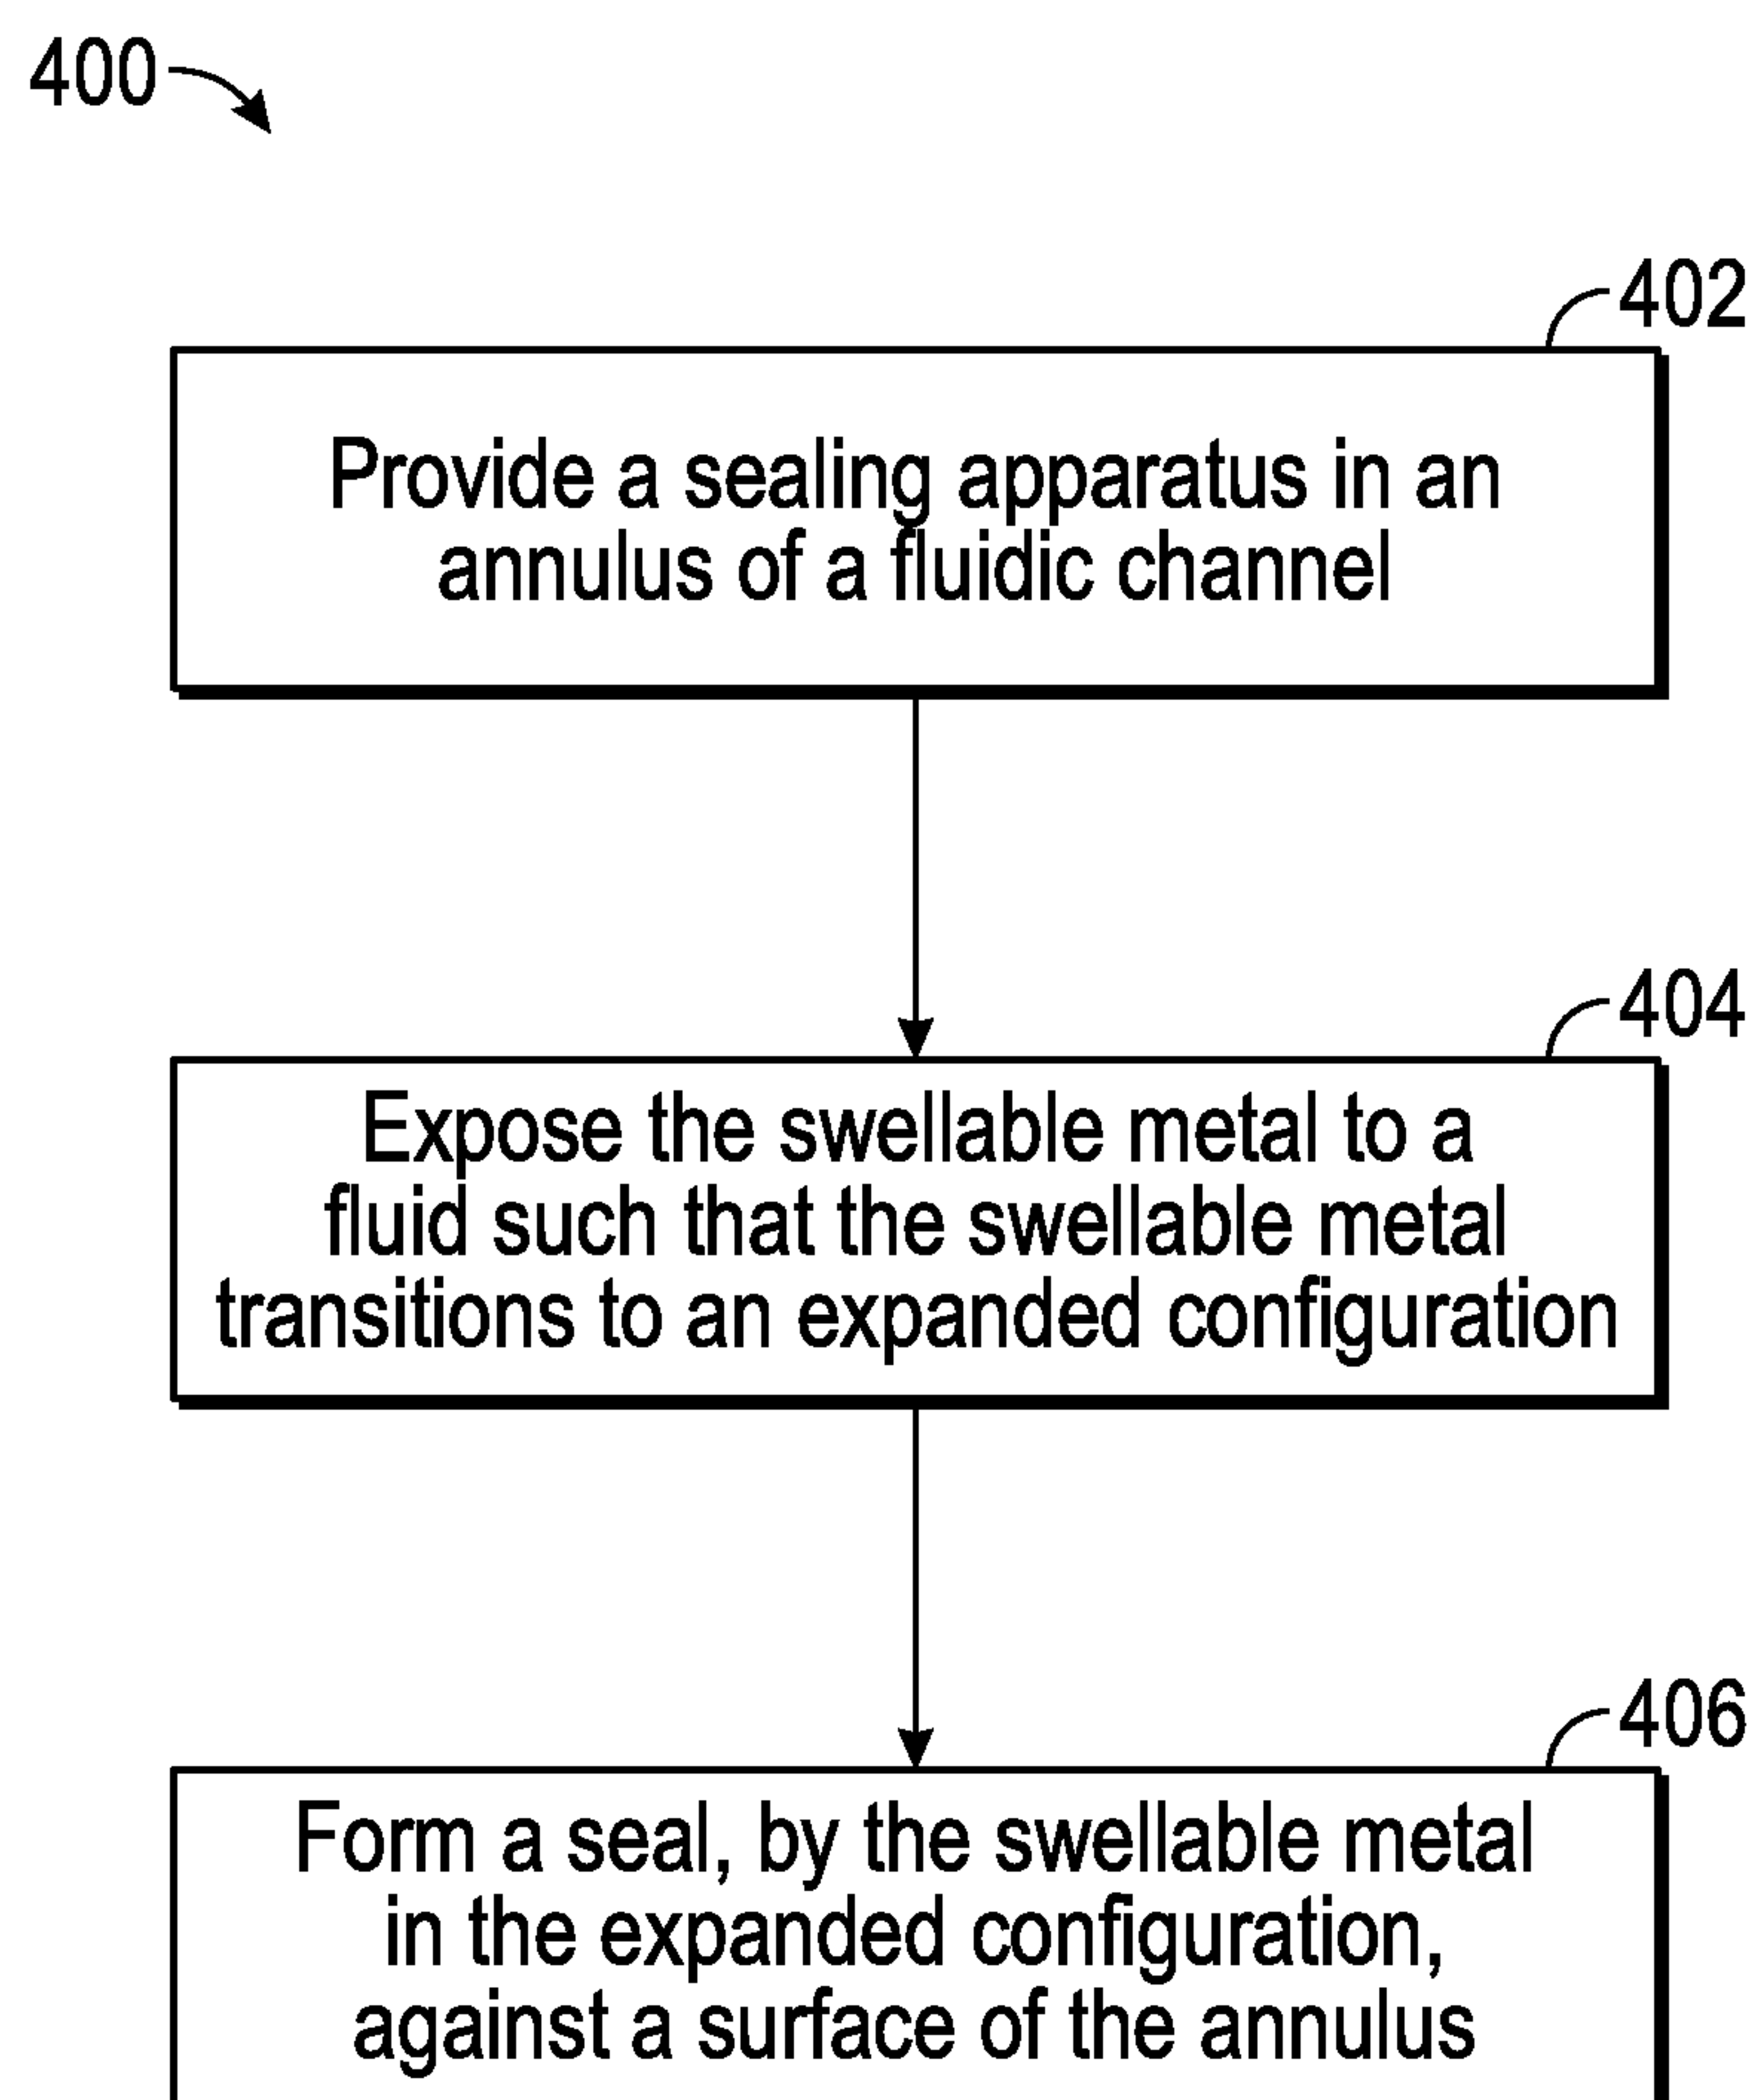 400
402
Provide a sealing apparatus in an
annulus of a fluidic channel
404
Expose the swellable metal to a
fluid such that the swellable metal
transitions to an expanded configuration
406
Form a seal, by the swellable metal
in the expanded configuration,
against a surface of the annulus